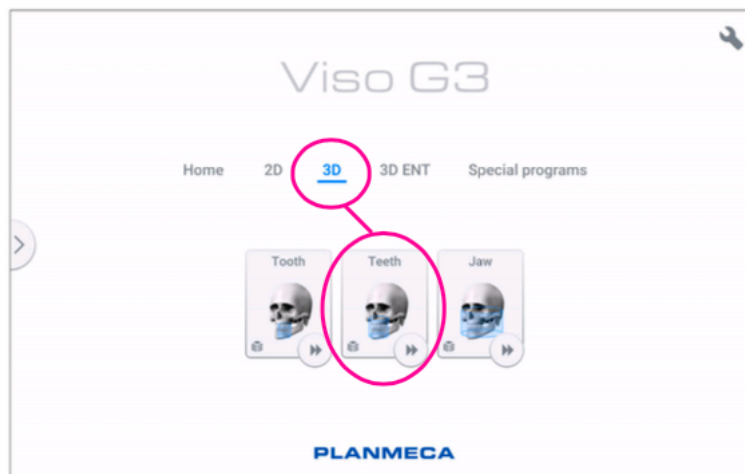 Viso G3
Home 2D 3D 3D ENT Special programs
Tooth Teeth Jaw
PLANMECA